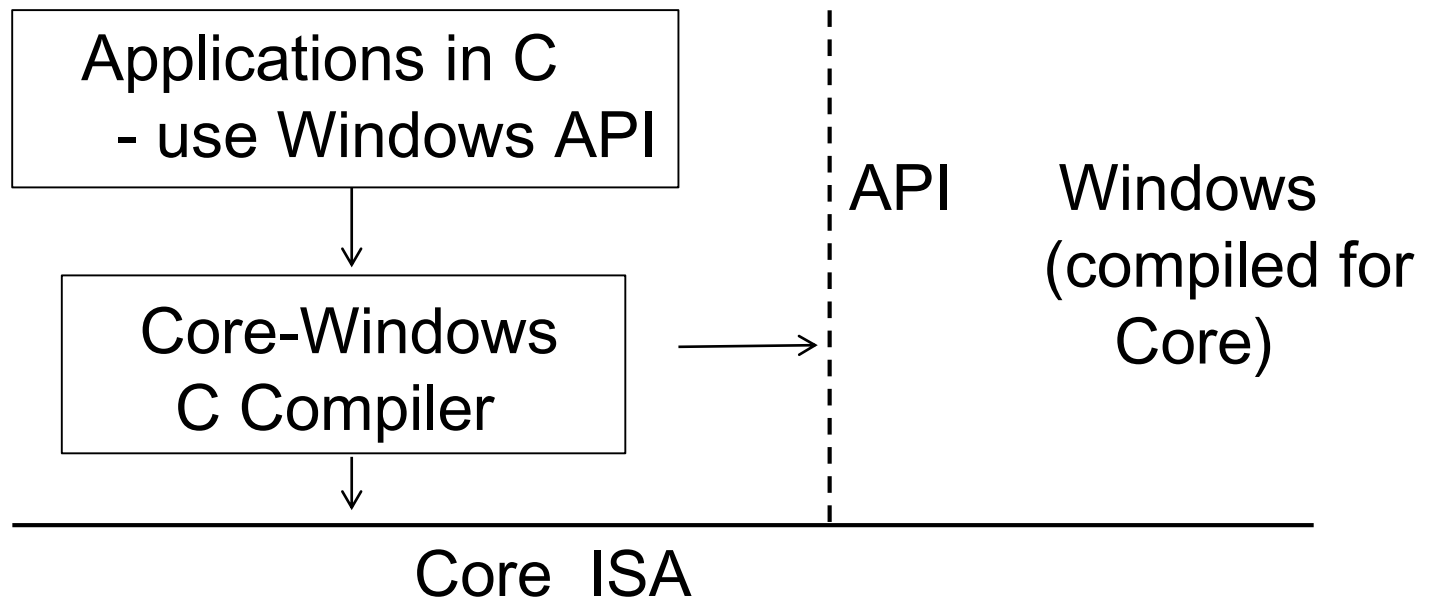 Applications in C
- use Windows API
Core-Windows
C Compiler
API
Windows
(compiled for
Core)
Core ISA